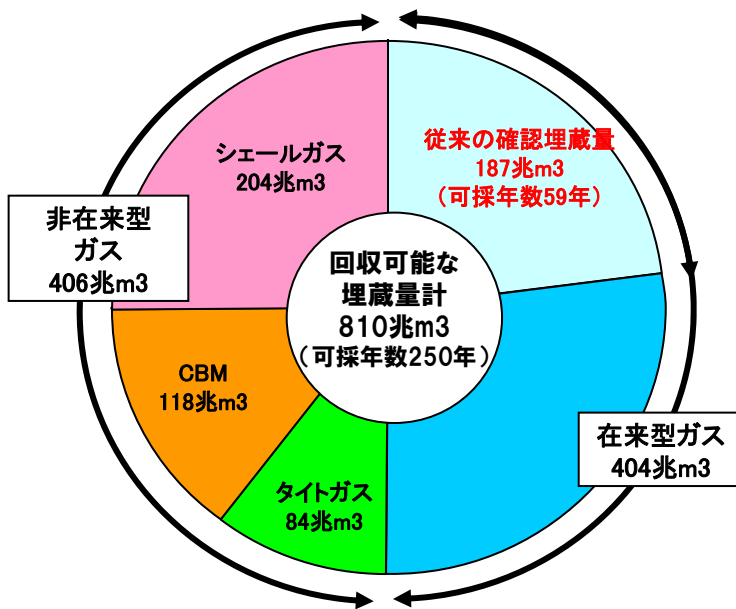 従来の確認埋蔵量
187兆m3
（可採年数59年）
シェールガス
204兆m3
非在来型
ガス
406兆m3
回収可能な
埋蔵量計
810兆m3
（可採年数250年）
CBM
118兆m3
在来型ガス
404兆m3
タイトガス
84兆m3